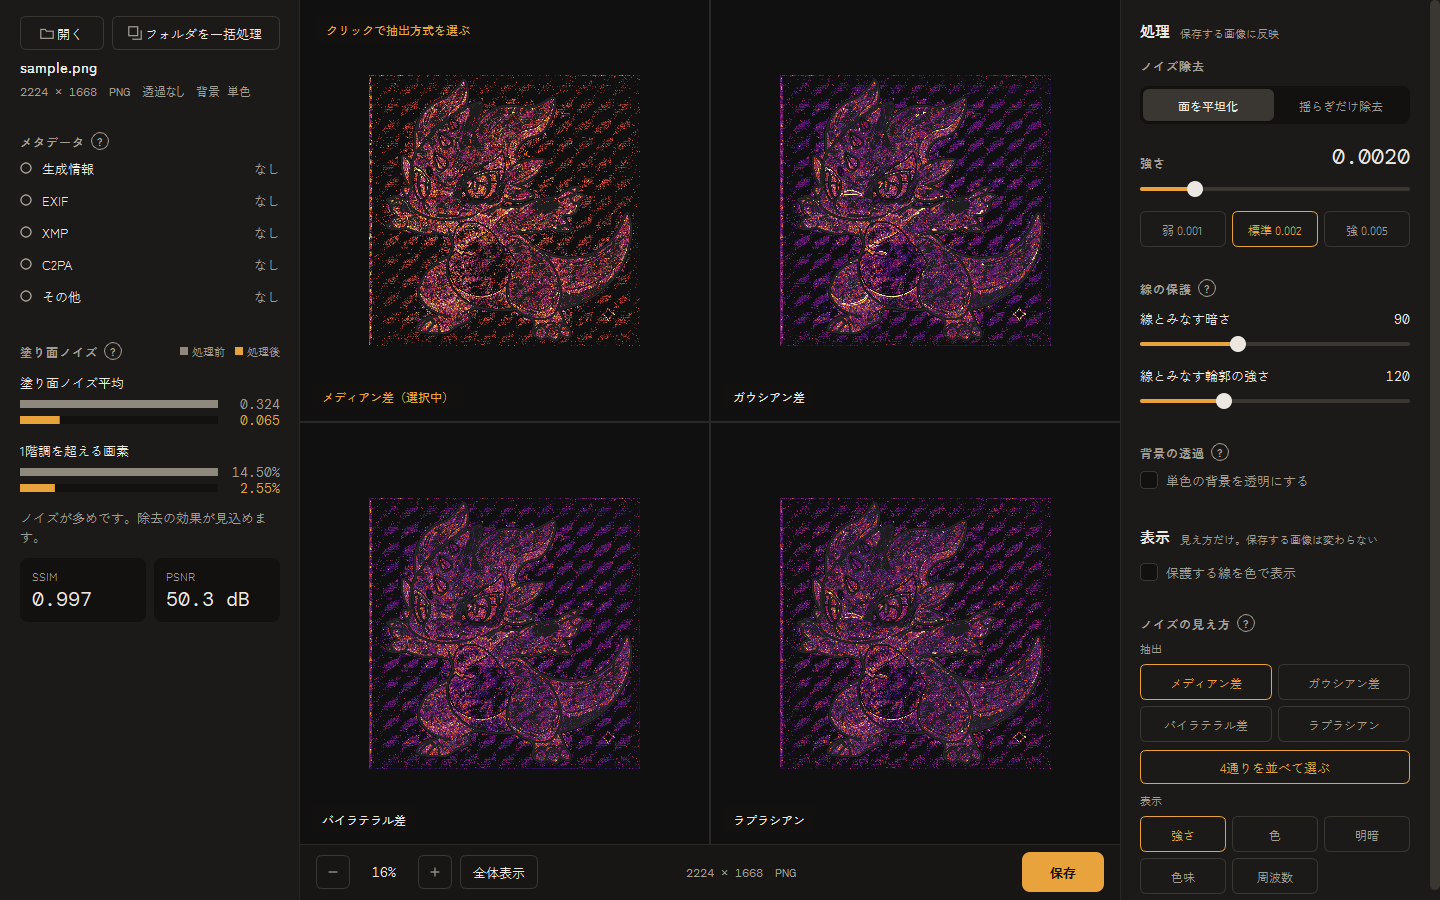 開く
フォルダを一括処理
sample.png
2224 × 1668 PNG 透過なし 背景 単色
メタデータ ?
生成情報 なし
EXIF なし
XMP なし
C2PA なし
その他 なし
塗り面ノイズ ? 処理前 処理後
塗り面ノイズ平均
0.324
0.065
1階調を超える画素
14.50%
2.55%
ノイズが多めです。除去の効果が見込めま
す。
SSIM
0.997
PSNR
50.3 dB
クリックで抽出方式を選ぶ
メディアン差（選択中）
ガウシアン差
バイラテラル差
ラプラシアン
− 16% + 全体表示
2224 × 1668 PNG
保存
処理 保存する画像に反映
ノイズ除去
面を平坦化
揺らぎだけ除去
強さ 0.0020
弱 0.001
標準 0.002
強 0.005
線の保護 ?
線とみなす暗さ 90
線とみなす輪郭の強さ 120
背景の透過 ?
単色の背景を透明にする
表示 見え方だけ。保存する画像は変わらない
保護する線を色で表示
ノイズの見え方 ?
抽出
メディアン差
ガウシアン差
バイラテラル差
ラプラシアン
4通りを並べて選ぶ
表示
強さ
色
明暗
色味
周波数